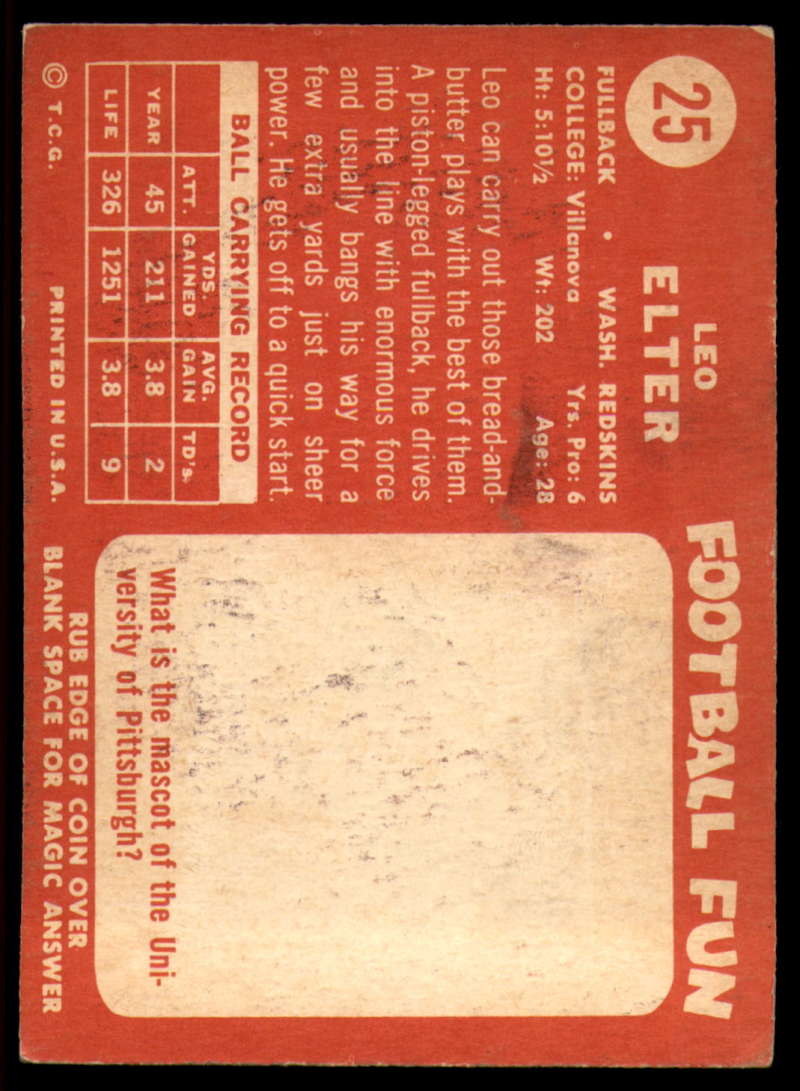 25
LEO
ELTER
FULLBACK • WASH. REDSKINS
COLLEGE: Villanova Yrs. Pro: 6
Ht: 5:10½ Wt: 202 Age: 28
Leo can carry out those bread-and-
butter plays with the best of them.
A piston-legged fullback, he drives
into the line with enormous force
and usually bangs his way for a
few extra yards just on sheer
power. He gets off to a quick start.
BALL CARRYING RECORD
ATT. YDS. GAINED AVG. GAIN TD's
YEAR 45 211 3.8 2
LIFE 326 1251 3.8 9
© T.C.G. PRINTED IN U.S.A.
FOOTBALL FUN
What is the mascot of the Uni-
versity of Pittsburgh?
RUB EDGE OF COIN OVER
BLANK SPACE FOR MAGIC ANSWER